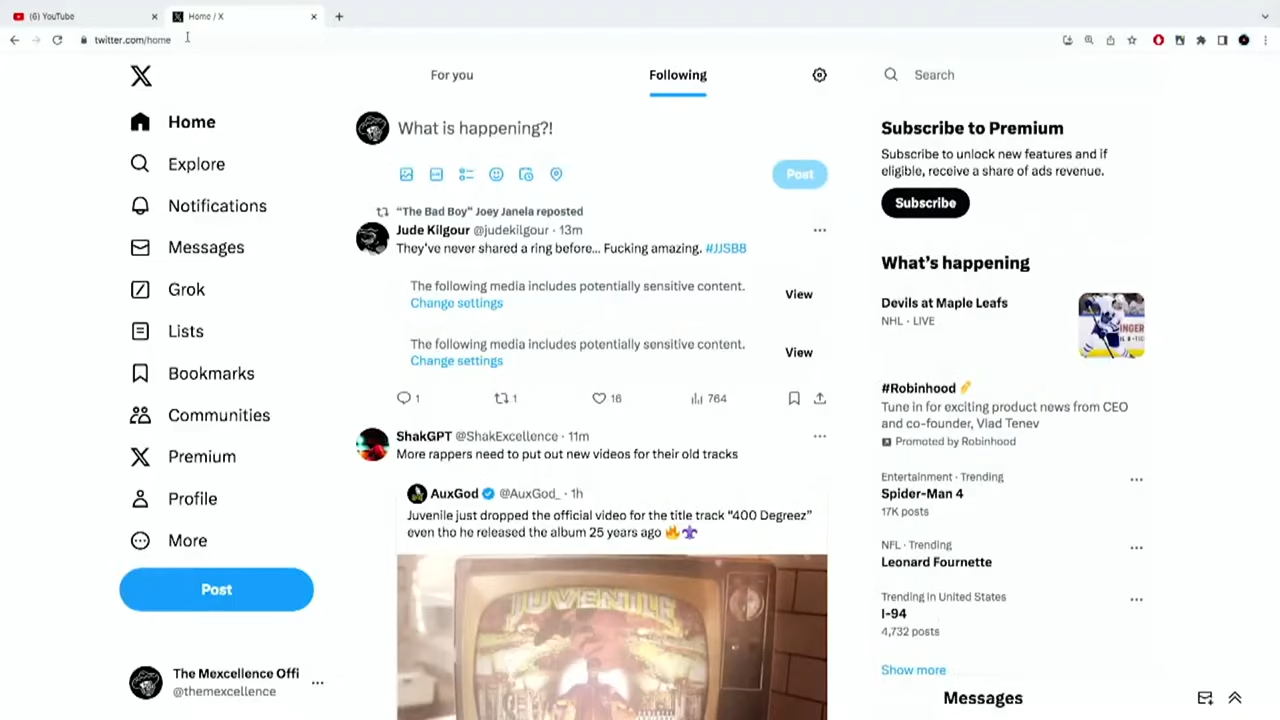 (6) YouTube
Home / X
twitter.com/home
Home
Explore
Notifications
Messages
Grok
Lists
Bookmarks
Communities
Premium
Profile
More
Post
The Mexcellence Offi
@themexcellence
For you
Following
What is happening?!
Post
"The Bad Boy" Joey Janela reposted
Jude Kilgour @judekilgour · 13m
They've never shared a ring before... Fucking amazing. #JJSB8
The following media includes potentially sensitive content.
Change settings
View
The following media includes potentially sensitive content.
Change settings
View
1
1
16
764
ShakGPT @ShakExcellence · 11m
More rappers need to put out new videos for their old tracks
AuxGod @AuxGod_ · 1h
Juvenile just dropped the official video for the title track "400 Degreez"
even tho he released the album 25 years ago 🔥⚜️
JUVENILE
Search
Subscribe to Premium
Subscribe to unlock new features and if
eligible, receive a share of ads revenue.
Subscribe
What's happening
Devils at Maple Leafs
NHL · LIVE
#Robinhood
Tune in for exciting product news from CEO
and co-founder, Vlad Tenev
Promoted by Robinhood
Entertainment · Trending
Spider-Man 4
17K posts
NFL · Trending
Leonard Fournette
Trending in United States
I-94
4,732 posts
Show more
Messages